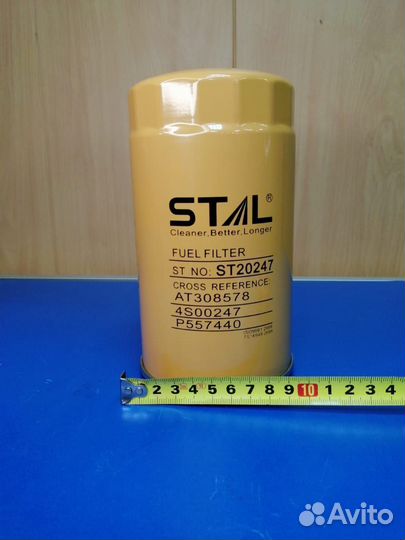 STAL®
Cleaner, Better, Longer
FUEL FILTER
ST NO: ST20247
CROSS REFERENCE:
AT308578
4S00247
P557440
1 2 3 4 5 6 7 8 9 10 1 2 3 4
Avito